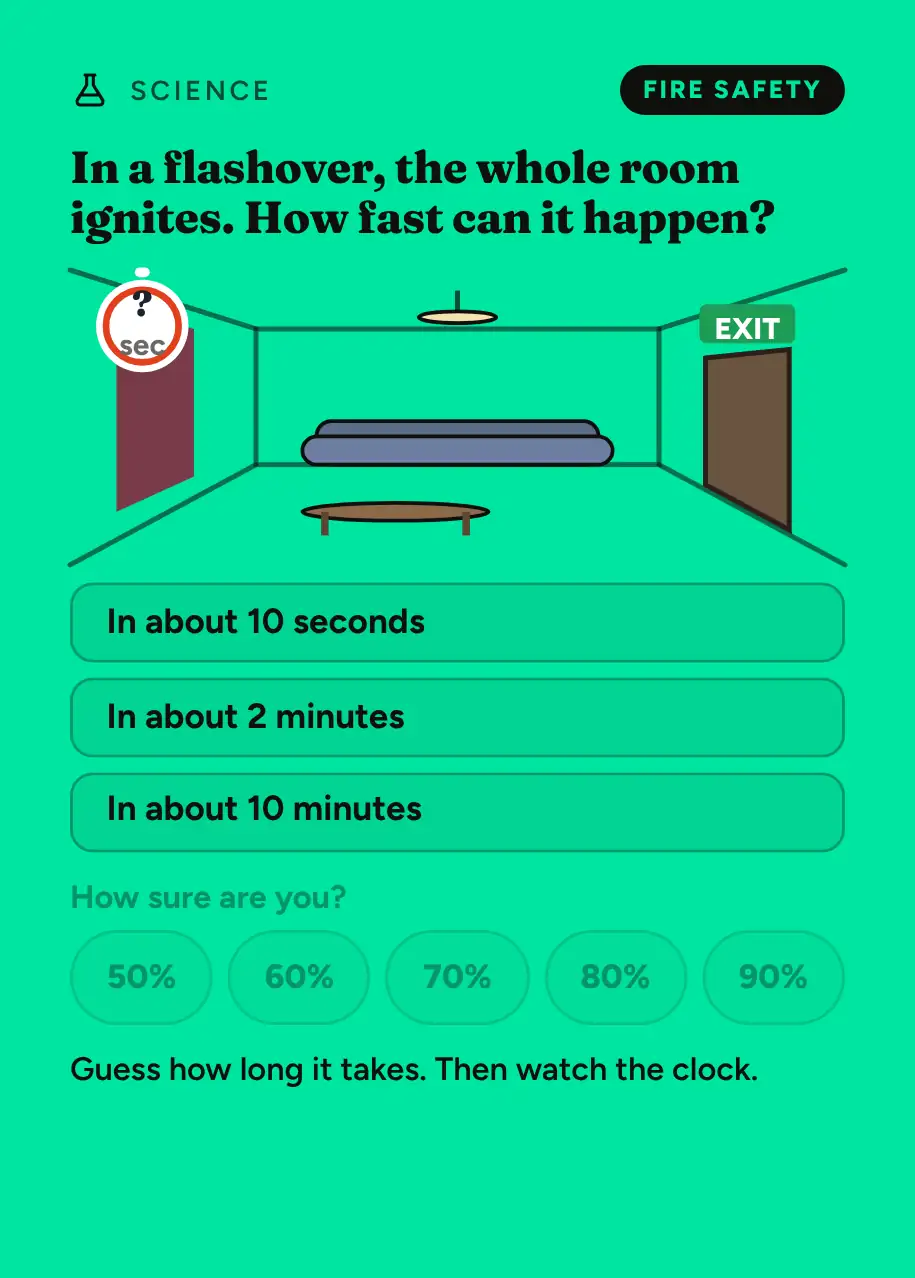 SCIENCE
FIRE SAFETY
In a flashover, the whole room
ignites. How fast can it happen?
?
sec
EXIT
In about 10 seconds
In about 2 minutes
In about 10 minutes
How sure are you?
50%
60%
70%
80%
90%
Guess how long it takes. Then watch the clock.